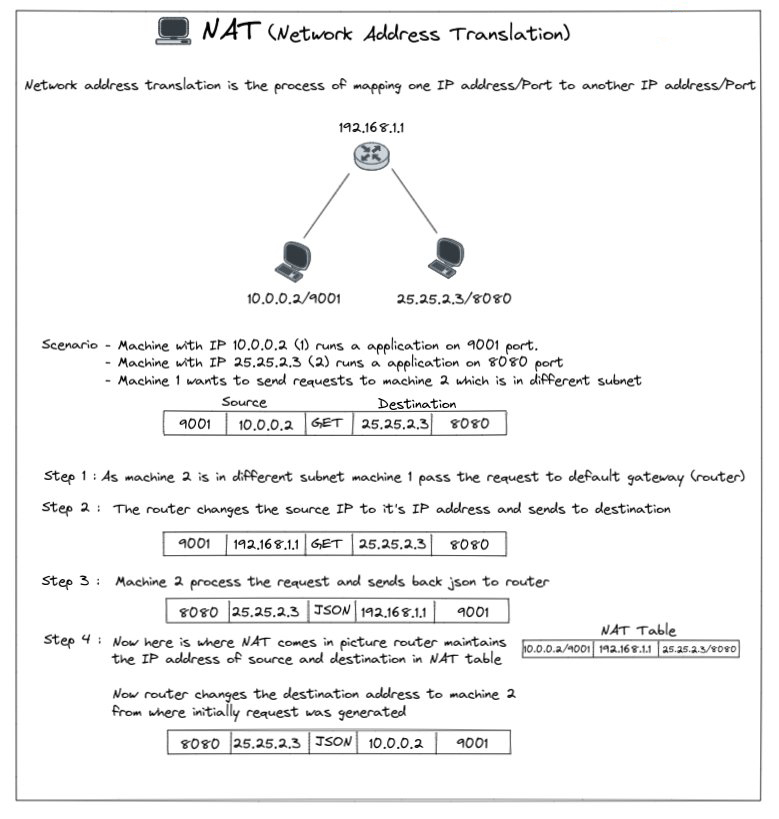 NAT (Network Address Translation)
Network address translation is the process of mapping one IP address/Port to another IP address/Port
192.168.1.1
10.0.0.2/9001 25.25.2.3/8080
Scenario - Machine with IP 10.0.0.2 (1) runs a application on 9001 port.
- Machine with IP 25.25.2.3 (2) runs a application on 8080 port
- Machine 1 wants to send requests to machine 2 which is in different subnet
Source Destination
9001 10.0.0.2 GET 25.25.2.3 8080
Step 1 : As machine 2 is in different subnet machine 1 pass the request to default gateway (router)
Step 2 : The router changes the source IP to it's IP address and sends to destination
9001 192.168.1.1 GET 25.25.2.3 8080
Step 3 : Machine 2 process the request and sends back json to router
8080 25.25.2.3 JSON 192.168.1.1 9001
Step 4 : Now here is where NAT comes in picture router maintains
the IP address of source and destination in NAT table
NAT Table
10.0.0.2/9001 192.168.1.1 25.25.2.3/8080
Now router changes the destination address to machine 2
from where initially request was generated
8080 25.25.2.3 JSON 10.0.0.2 9001